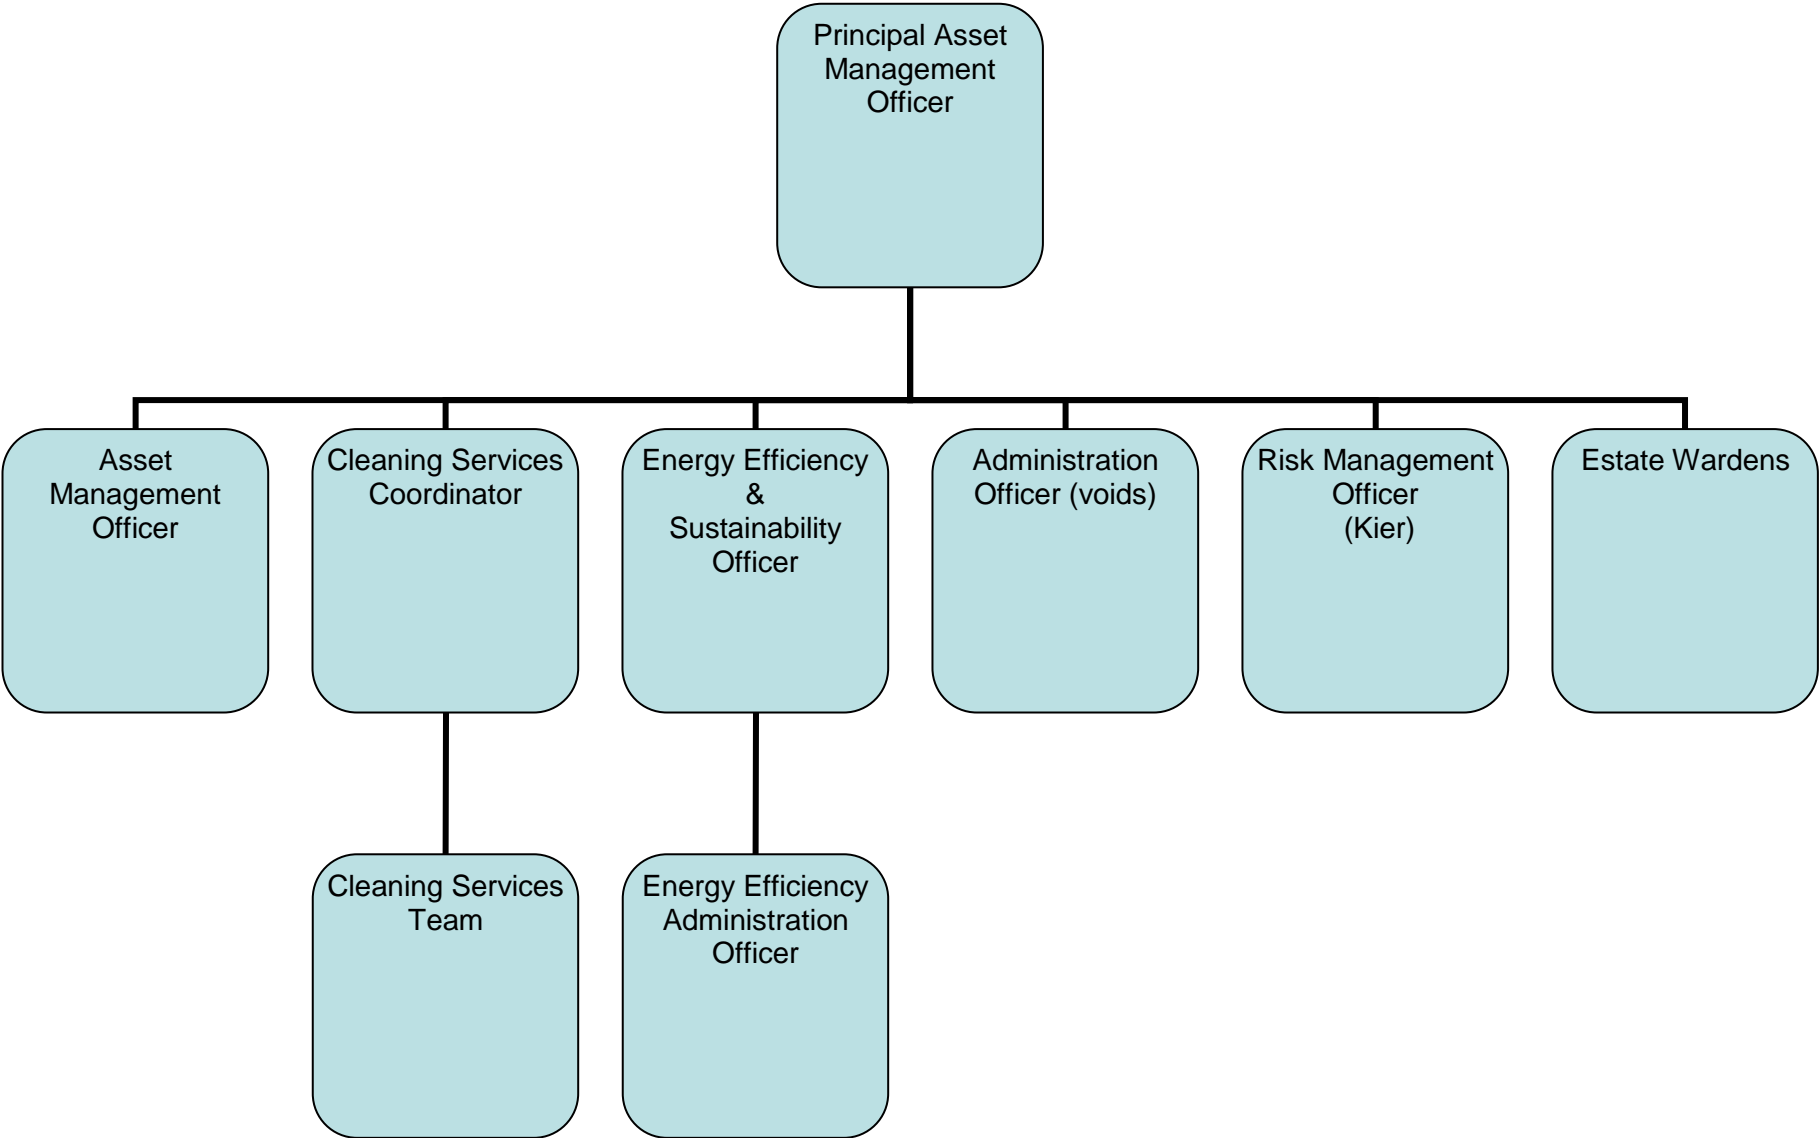 Principal Asset
Management
Officer
Asset
Management
Officer
Cleaning Services
Coordinator
Energy Efficiency
&
Sustainability
Officer
Administration
Officer (voids)
Risk Management
Officer
(Kier)
Estate Wardens
Cleaning Services
Team
Energy Efficiency
Administration
Officer